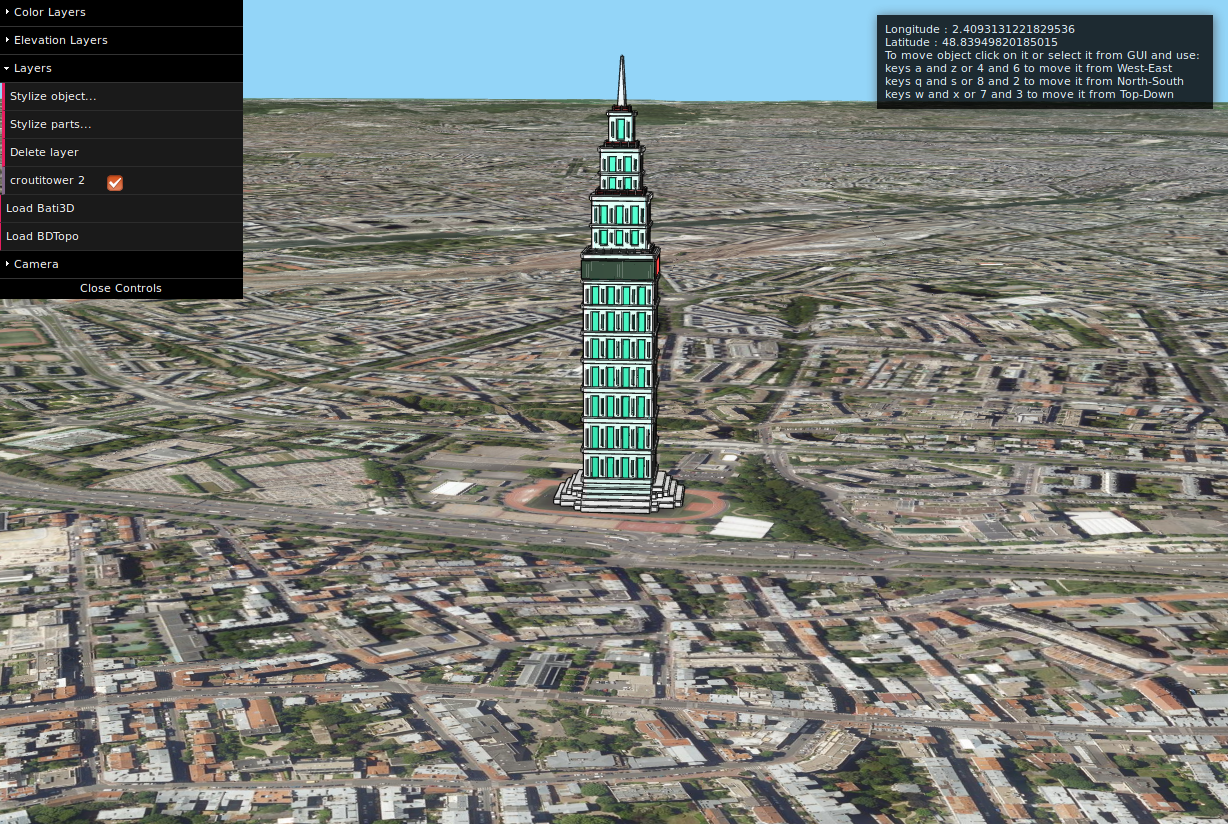 Color Layers
Elevation Layers
Layers
Stylize object...
Stylize parts...
Delete layer
croutitower 2
Load Bati3D
Load BDTopo
Camera
Close Controls
Longitude : 2.4093131221829536
Latitude : 48.83949820185015
To move object click on it or select it from GUI and use:
keys a and z or 4 and 6 to move it from West-East
keys q and s or 8 and 2 to move it from North-South
keys w and x or 7 and 3 to move it from Top-Down